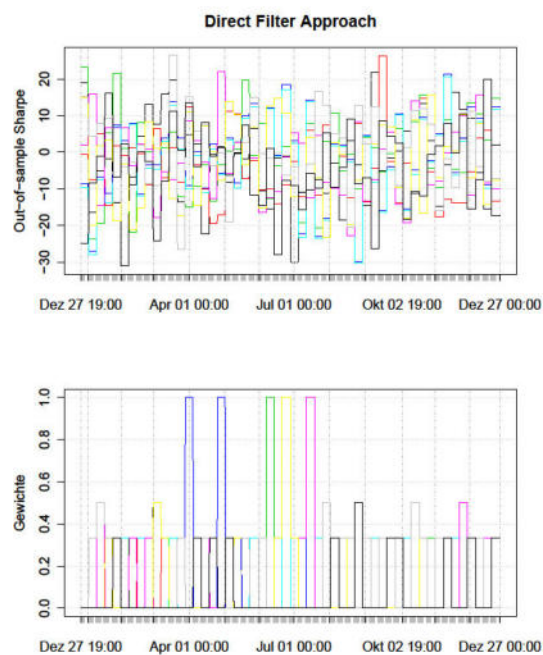 Direct Filter Approach
Out-of-sample Sharpe
20
10
0
-10
-20
-30
Dez 27 19:00 Apr 01 00:00 Jul 01 00:00 Okt 02 19:00 Dez 27 00:00
Gewichte
1.0
0.8
0.6
0.4
0.2
0.0
Dez 27 19:00 Apr 01 00:00 Jul 01 00:00 Okt 02 19:00 Dez 27 00:00